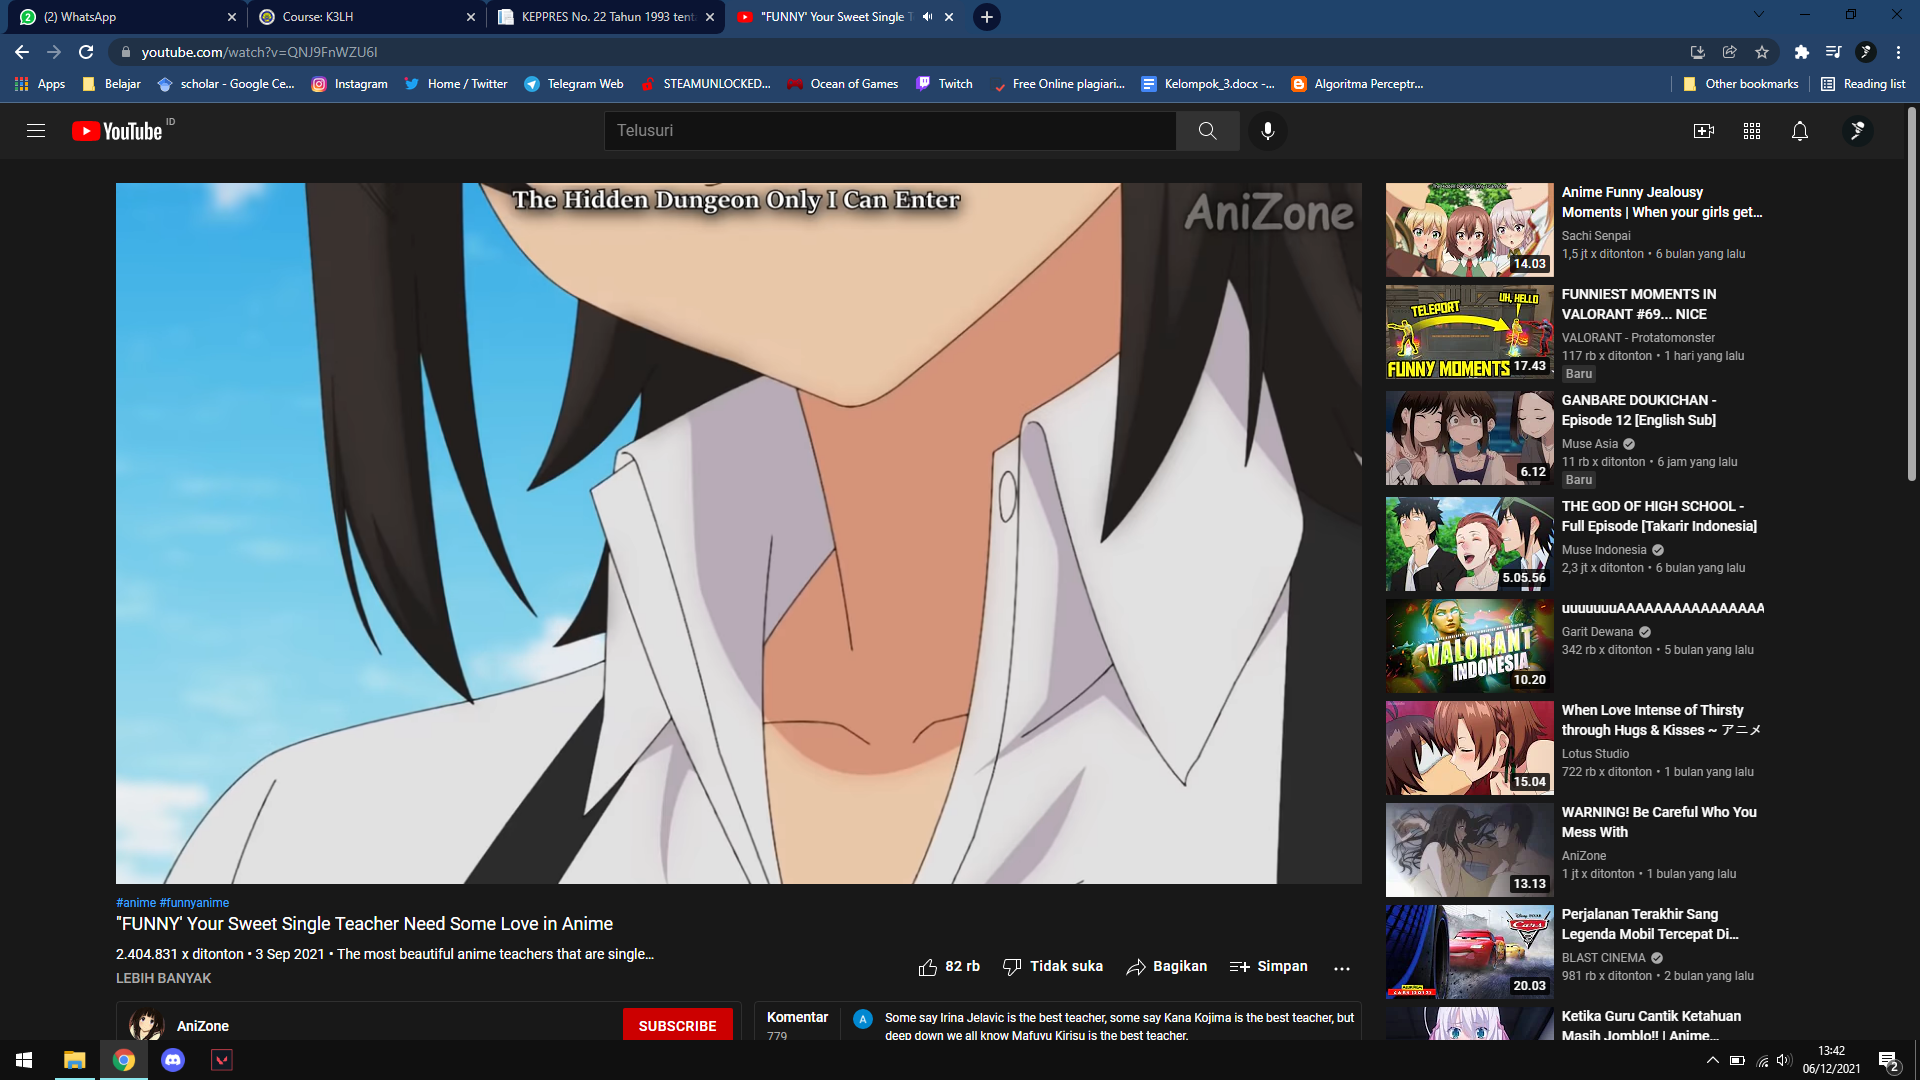 (2) WhatsApp
Course: K3LH
KEPPRES No. 22 Tahun 1993 tent
"FUNNY' Your Sweet Single T
youtube.com/watch?v=QNJ9FnWZU6I
Apps
Belajar
scholar - Google Ce...
Instagram
Home / Twitter
Telegram Web
STEAMUNLOCKED...
Ocean of Games
Twitch
Free Online plagiari...
Kelompok_3.docx -...
Algoritma Perceptr...
Other bookmarks
Reading list
YouTube ID
Telusuri
The Hidden Dungeon Only I Can Enter
AniZone
#anime #funnyanime
"FUNNY' Your Sweet Single Teacher Need Some Love in Anime
2.404.831 x ditonton • 3 Sep 2021 • The most beautiful anime teachers that are single...
LEBIH BANYAK
82 rb
Tidak suka
Bagikan
Simpan
AniZone
SUBSCRIBE
Komentar
779
A
Some say Irina Jelavic is the best teacher, some say Kana Kojima is the best teacher, but
deep down we all know Mafuyu Kirisu is the best teacher.
14.03
Anime Funny Jealousy
Moments | When your girls get...
Sachi Senpai
1,5 jt x ditonton • 6 bulan yang lalu
TELEPORT
UH, HELLO
FUNNY MOMENTS
17.43
FUNNIEST MOMENTS IN
VALORANT #69... NICE
VALORANT - Protatomonster
117 rb x ditonton • 1 hari yang lalu
Baru
6.12
GANBARE DOUKICHAN -
Episode 12 [English Sub]
Muse Asia
11 rb x ditonton • 6 jam yang lalu
Baru
5.05.56
THE GOD OF HIGH SCHOOL -
Full Episode [Takarir Indonesia]
Muse Indonesia
2,3 jt x ditonton • 6 bulan yang lalu
VALORANT
INDONESIA
10.20
uuuuuuuAAAAAAAAAAAAAAAA
Garit Dewana
342 rb x ditonton • 5 bulan yang lalu
15.04
When Love Intense of Thirsty
through Hugs & Kisses ~ アニメ
Lotus Studio
722 rb x ditonton • 1 bulan yang lalu
13.13
WARNING! Be Careful Who You
Mess With
AniZone
1 jt x ditonton • 1 bulan yang lalu
Cars 3
20.03
Perjalanan Terakhir Sang
Legenda Mobil Tercepat Di...
BLAST CINEMA
981 rb x ditonton • 2 bulan yang lalu
Ketika Guru Cantik Ketahuan
Masih Jomblo!! | Anime...
13:42
06/12/2021
2